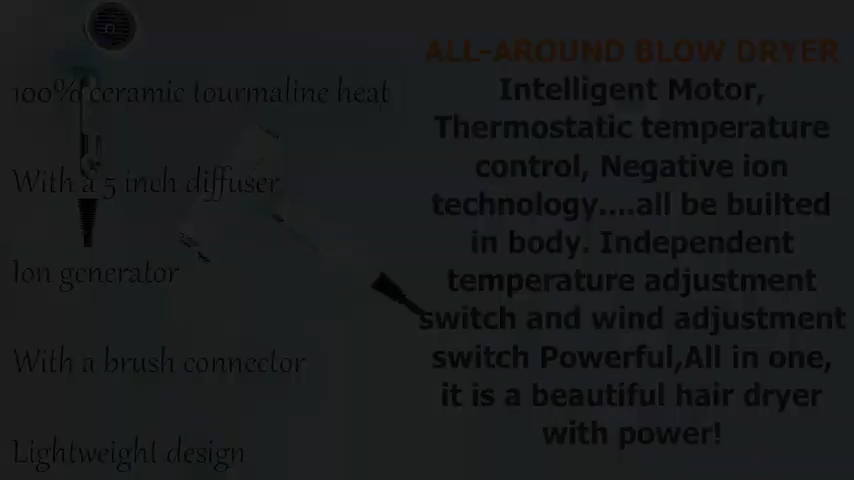 100% ceramic tourmaline heat
With a 5 inch diffuser
Ion generator
With a brush connector
Lightweight design
ALL-AROUND BLOW DRYER
Intelligent Motor,
Thermostatic temperature
control, Negative ion
technology....all be builted
in body. Independent
temperature adjustment
switch and wind adjustment
switch Powerful,All in one,
it is a beautiful hair dryer
with power!